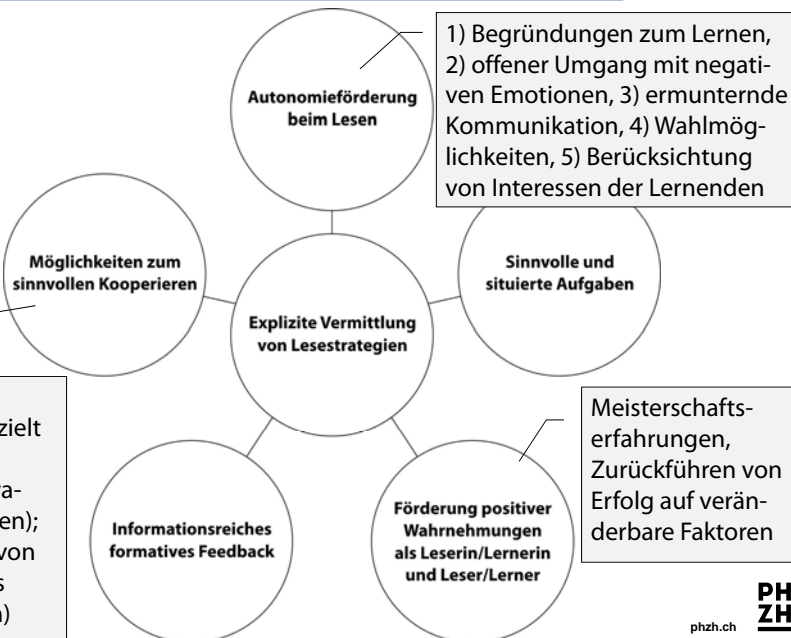 1) Begründungen zum Lernen,
2) offener Umgang mit negati-
ven Emotionen, 3) ermunternde
Kommunikation, 4) Wahlmög-
lichkeiten, 5) Berücksichtung
von Interessen der Lernenden
Autonomieförderung
beim Lesen
Möglichkeiten zum
sinnvollen Kooperieren
Sinnvolle und
situierte Aufgaben
Explizite Vermittlung
von Lesestrategien
zielt
en);
von
Informationsreiches
formatives Feedback
Förderung positiver
Wahrnehmungen
als Leserin/Lernerin
und Leser/Lerner
Meisterschafts-
erfahrungen,
Zurückführen von
Erfolg auf verän-
derbare Faktoren
phzh.ch
PH
ZH